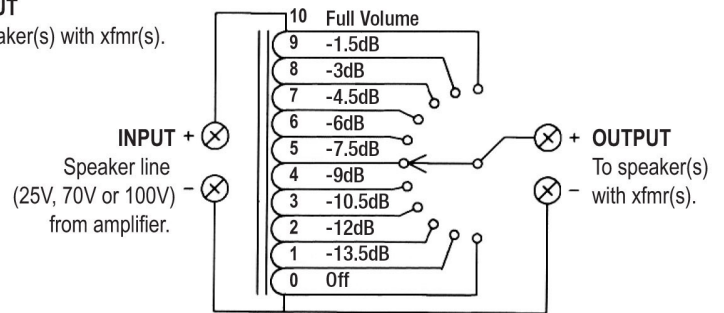 aker(s) with xfmr(s).
10 Full Volume
9 -1.5dB
8 -3dB
7 -4.5dB
6 -6dB
5 -7.5dB
4 -9dB
3 -10.5dB
2 -12dB
1 -13.5dB
0 Off
INPUT +
Speaker line
(25V, 70V or 100V) –
from amplifier.
+ OUTPUT
To speaker(s)
– with xfmr(s).